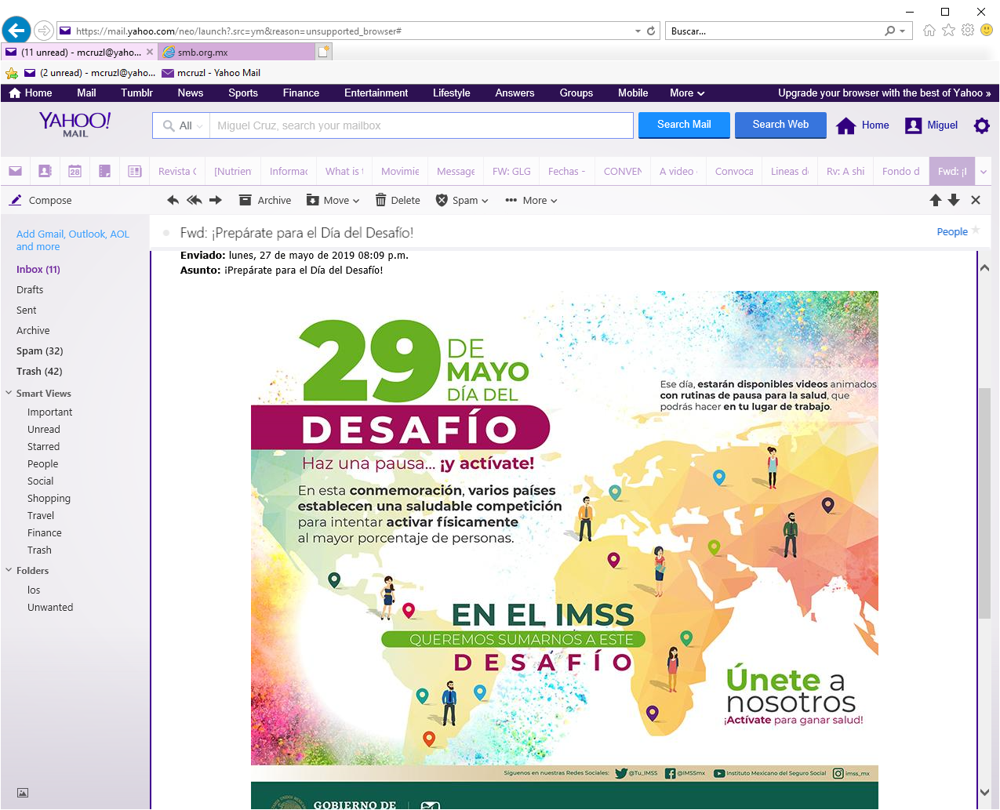 https://mail.yahoo.com/neo/launch?.src=ym&reason=unsupported_browser#
Buscar...
(11 unread) - mcruzl@yaho...
smb.org.mx
(2 unread) - mcruzl@yaho...
mcruzl - Yahoo Mail
Home Mail Tumblr News Sports Finance Entertainment Lifestyle Answers Groups Mobile More Upgrade your browser with the best of Yahoo »
YAHOO!
MAIL
All
Miguel Cruz, search your mailbox
Search Mail
Search Web
Home
Miguel
28
Revista
[Nutrien
Informac
What is
Movimie
Message
FW: GLG
Fechas -
CONVEN
A video
Convoca
Lineas d
Rv: A shi
Fondo d
Fwd: ¡I
Compose
Archive
Move
Delete
Spam
More
Add Gmail, Outlook, AOL
and more
Inbox (11)
Drafts
Sent
Archive
Spam (32)
Trash (42)
Smart Views
Important
Unread
Starred
People
Social
Shopping
Travel
Finance
Trash
Folders
los
Unwanted
Fwd: ¡Prepárate para el Día del Desafío!
People
Enviado: lunes, 27 de mayo de 2019 08:09 p.m.
Asunto: ¡Prepárate para el Día del Desafío!
29 DE
MAYO
DÍA DEL
DESAFÍO
Haz una pausa... ¡y actívate!
En esta conmemoración, varios países
establecen una saludable competición
para intentar activar físicamente
al mayor porcentaje de personas.
Ese día, estarán disponibles videos animados
con rutinas de pausa para la salud, que
podrás hacer en tu lugar de trabajo.
EN EL IMSS
QUEREMOS SUMARNOS A ESTE
DESAFÍO
Únete a
nosotros
¡Actívate para ganar salud!
Síguenos en nuestras Redes Sociales:
@Tu_IMSS
@IMSSmx
Instituto Mexicano del Seguro Social
imss_mx
GOBIERNO DE